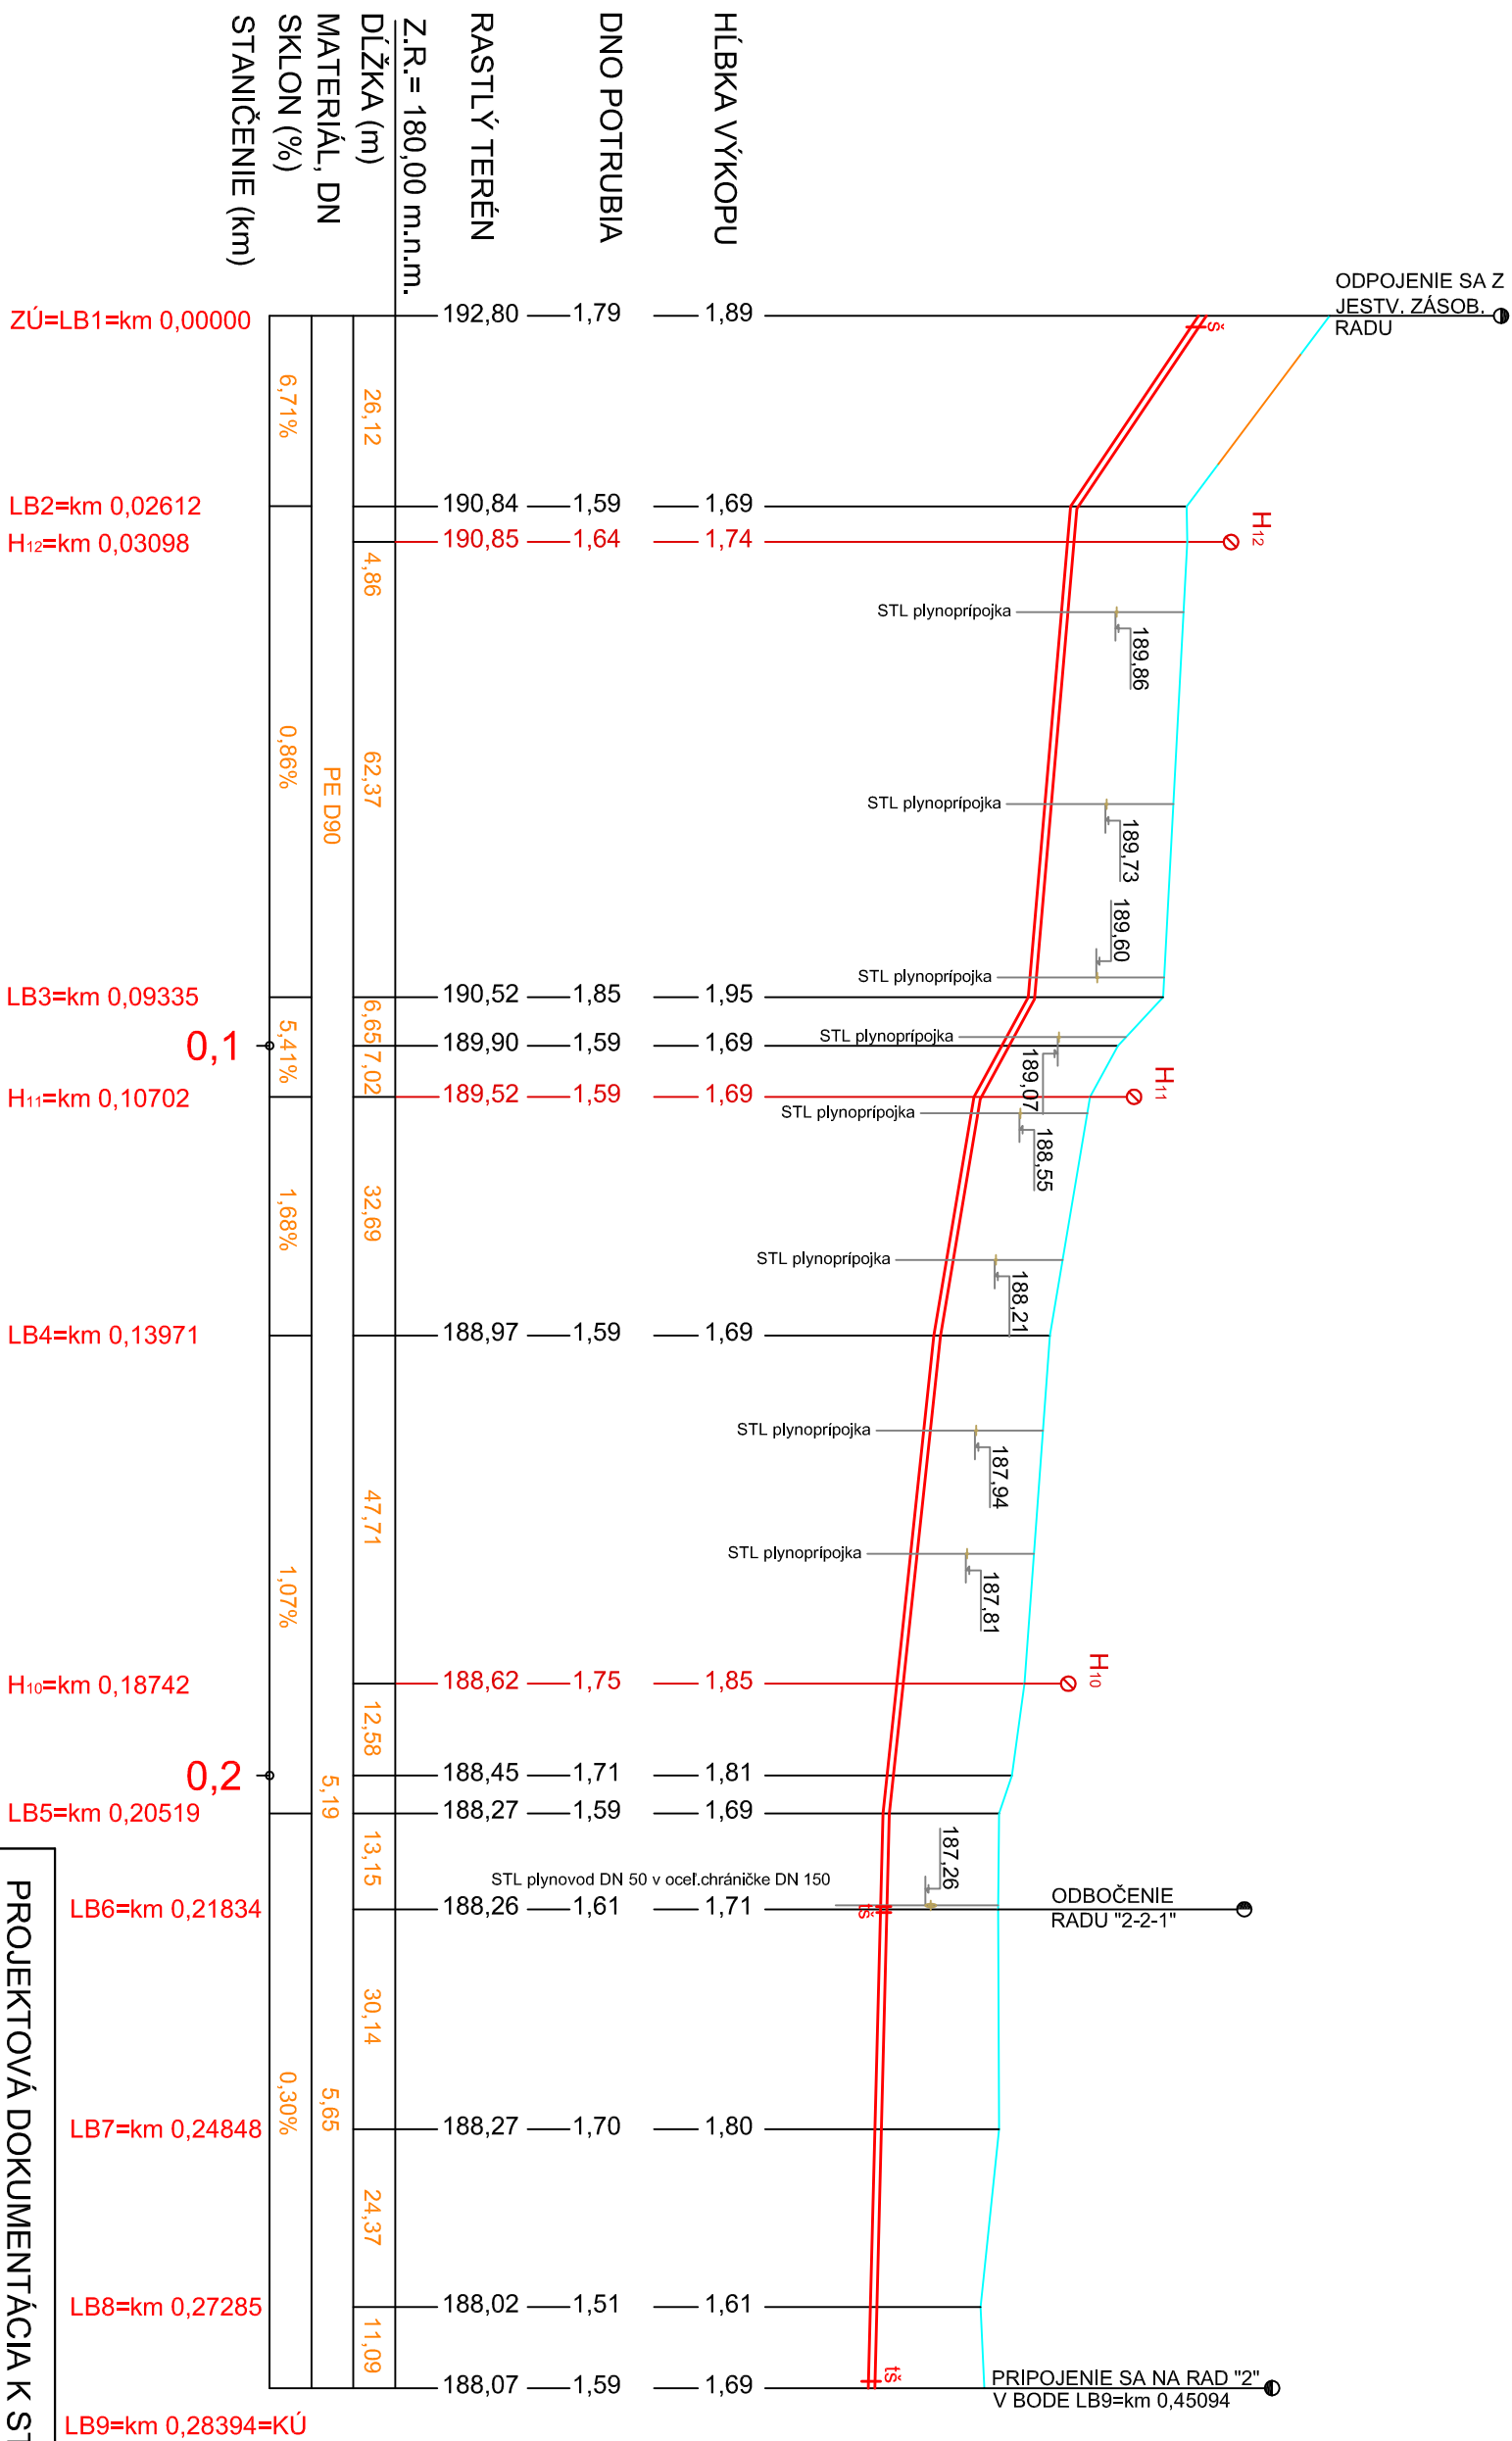 ODPOJENIE SA Z
JESTV. ZÁSOB.
RADU
HĹBKA VÝKOPU
DNO POTRUBIA
RASTLÝ TERÉN
Z.R.= 180,00 m.n.m.
DĹŽKA (m)
MATERIÁL, DN
SKLON (%)
STANIČENIE (km)
ZÚ=LB1=km 0,00000
192,80
1,79
1,89
š
6,71%
26,12
LB2=km 0,02612
190,84
1,59
1,69
H12=km 0,03098
190,85
1,64
1,74
H12
4,86
STL plynoprípojka
189,86
0,86%
PE D90
62,37
STL plynoprípojka
189,73
189,60
STL plynoprípojka
LB3=km 0,09335
190,52
1,85
1,95
5,41%
6,65
STL plynoprípojka
189,07
0,1
189,90
1,59
1,69
7,02
H11=km 0,10702
189,52
1,59
1,69
H11
STL plynoprípojka
188,55
1,68%
32,69
STL plynoprípojka
188,21
LB4=km 0,13971
188,97
1,59
1,69
STL plynoprípojka
187,94
47,71
STL plynoprípojka
187,81
1,07%
H10=km 0,18742
188,62
1,75
1,85
H10
12,58
0,2
188,45
1,71
1,81
5,19
LB5=km 0,20519
188,27
1,59
1,69
13,15
187,26
STL plynovod DN 50 v oceľ.chráničke DN 150
LB6=km 0,21834
188,26
1,61
1,71
tš
ODBOČENIE
RADU "2-2-1"
30,14
0,30%
5,65
LB7=km 0,24848
188,27
1,70
1,80
24,37
LB8=km 0,27285
188,02
1,51
1,61
11,09
188,07
1,59
1,69
tš
PRIPOJENIE SA NA RAD "2"
V BODE LB9=km 0,45094
LB9=km 0,28394=KÚ
PROJEKTOVÁ DOKUMENTÁCIA K